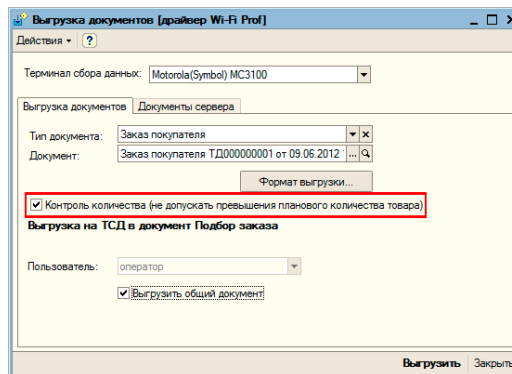 Выгрузка документов [драйвер Wi-Fi Prof]
Действия ?
Терминал сбора данных: Motorola(Symbol) MC3100
Выгрузка документов Документы сервера
Тип документа: Заказ покупателя
Документ: Заказ покупателя ТД000000001 от 09.06.2012
Формат выгрузки...
Контроль количества (не допускать превышения планового количества товара)
Выгрузка на ТСД в документ Подбор заказа
Пользователь: оператор
Выгрузить общий документ
Выгрузить Закрыть